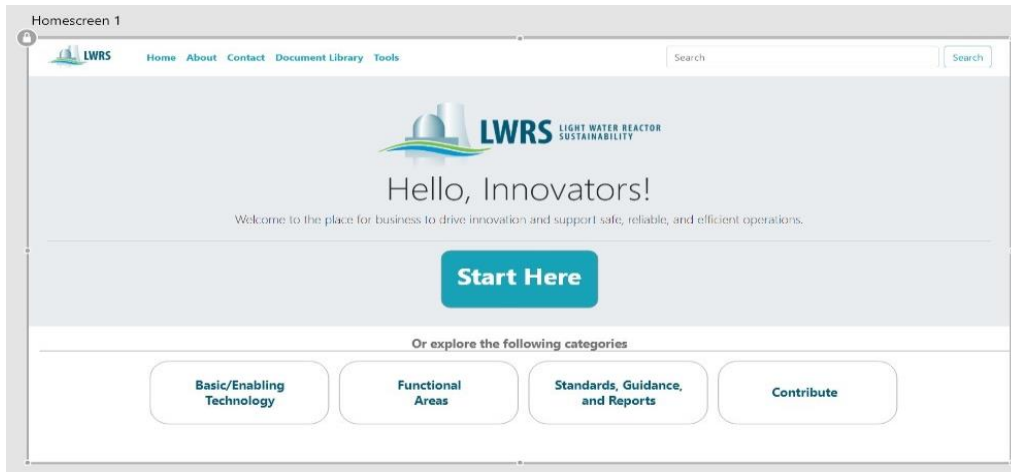 Homescreen 1
LWRS
Home About Contact Document Library Tools
Search
Search
LWRS LIGHT WATER REACTOR
SUSTAINABILITY
Hello, Innovators!
Welcome to the place for business to drive innovation and support safe, reliable, and efficient operations.
Start Here
Or explore the following categories
Basic/Enabling
Technology
Functional
Areas
Standards, Guidance,
and Reports
Contribute